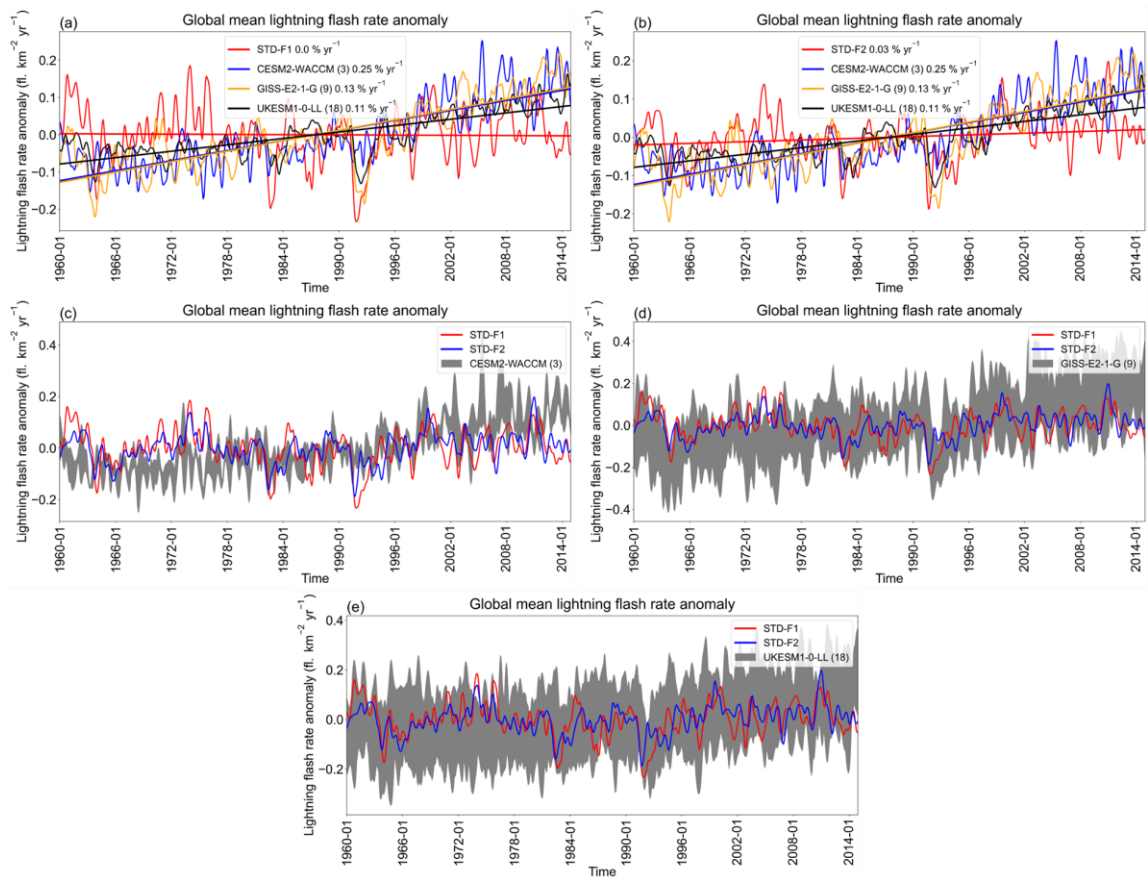 (a) Global mean lightning flash rate anomaly
Lightning flash rate anomaly (fl. km⁻² yr⁻¹)
STD-F1 0.0 % yr⁻¹
CESM2-WACCM (3) 0.25 % yr⁻¹
GISS-E2-1-G (9) 0.13 % yr⁻¹
UKESM1-0-LL (18) 0.11 % yr⁻¹
0.2
0.1
0.0
−0.1
−0.2
1960-01 1966-01 1972-01 1978-01 1984-01 1990-01 1996-01 2002-01 2008-01 2014-01
Time
(b) Global mean lightning flash rate anomaly
Lightning flash rate anomaly (fl. km⁻² yr⁻¹)
STD-F2 0.03 % yr⁻¹
CESM2-WACCM (3) 0.25 % yr⁻¹
GISS-E2-1-G (9) 0.13 % yr⁻¹
UKESM1-0-LL (18) 0.11 % yr⁻¹
0.2
0.1
0.0
−0.1
−0.2
1960-01 1966-01 1972-01 1978-01 1984-01 1990-01 1996-01 2002-01 2008-01 2014-01
Time
(c) Global mean lightning flash rate anomaly
Lightning flash rate anomaly (fl. km⁻² yr⁻¹)
STD-F1
STD-F2
CESM2-WACCM (3)
0.4
0.2
0.0
−0.2
1960-01 1966-01 1972-01 1978-01 1984-01 1990-01 1996-01 2002-01 2008-01 2014-01
Time
(d) Global mean lightning flash rate anomaly
Lightning flash rate anomaly (fl. km⁻² yr⁻¹)
STD-F1
STD-F2
GISS-E2-1-G (9)
0.4
0.2
0.0
−0.2
−0.4
1960-01 1966-01 1972-01 1978-01 1984-01 1990-01 1996-01 2002-01 2008-01 2014-01
Time
(e) Global mean lightning flash rate anomaly
Lightning flash rate anomaly (fl. km⁻² yr⁻¹)
STD-F1
STD-F2
UKESM1-0-LL (18)
0.4
0.2
0.0
−0.2
1960-01 1966-01 1972-01 1978-01 1984-01 1990-01 1996-01 2002-01 2008-01 2014-01
Time